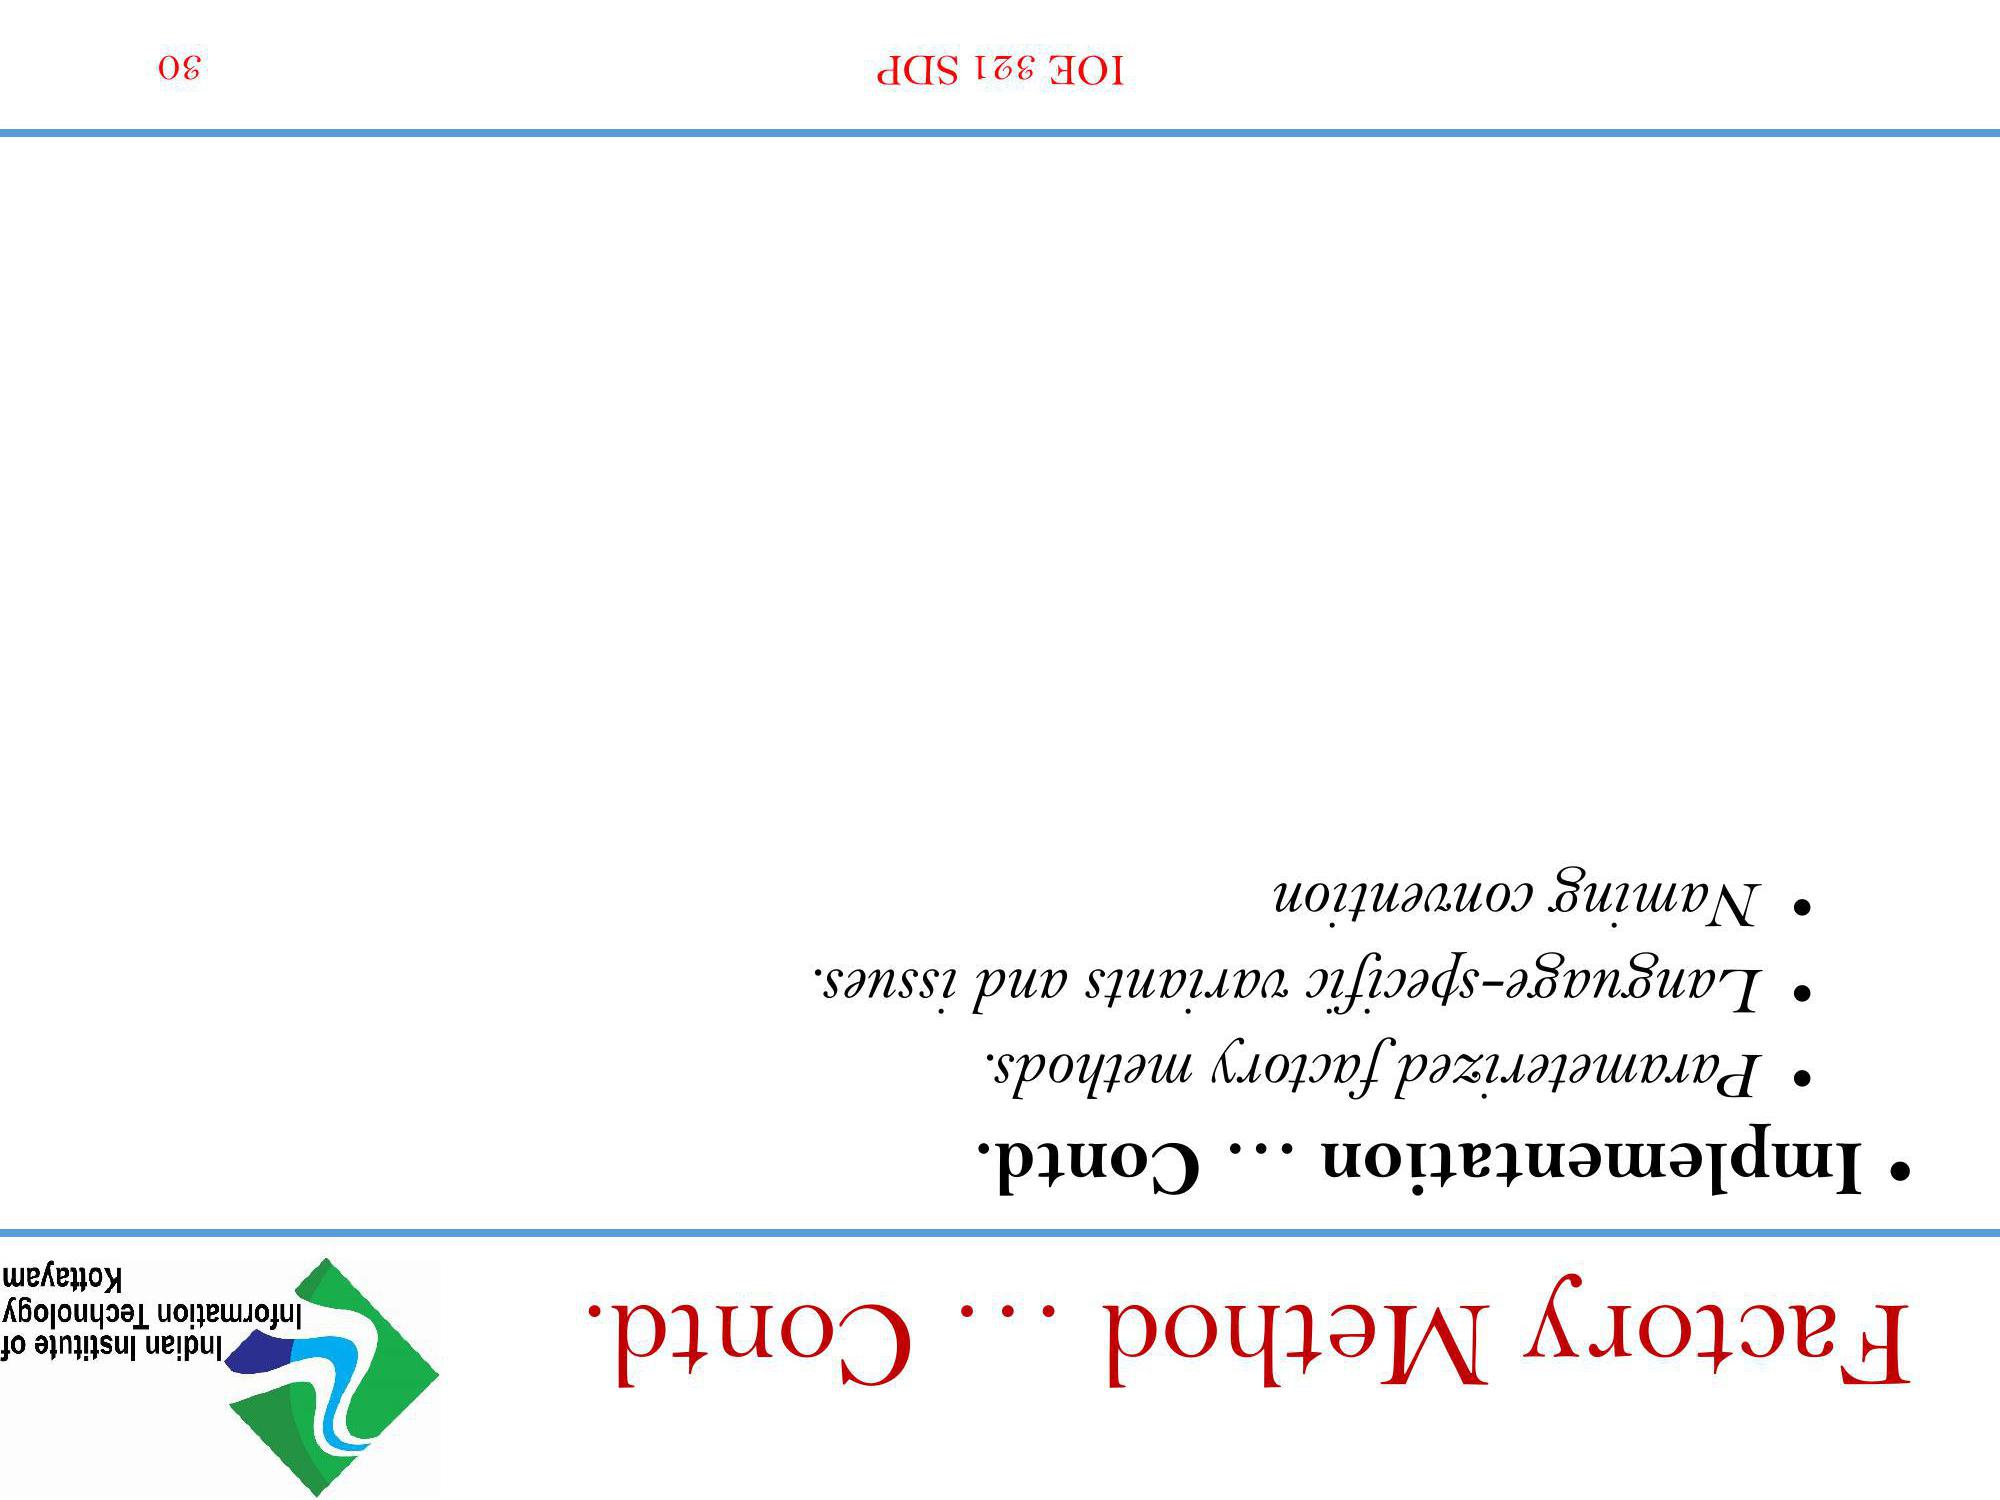 Factory Method … Contd.
Indian Institute of
Information Technology
Kottayam
• Implementation … Contd.
• Parameterized factory methods.
• Language-specific variants and issues.
• Naming convention
IOE 321 SDP
30